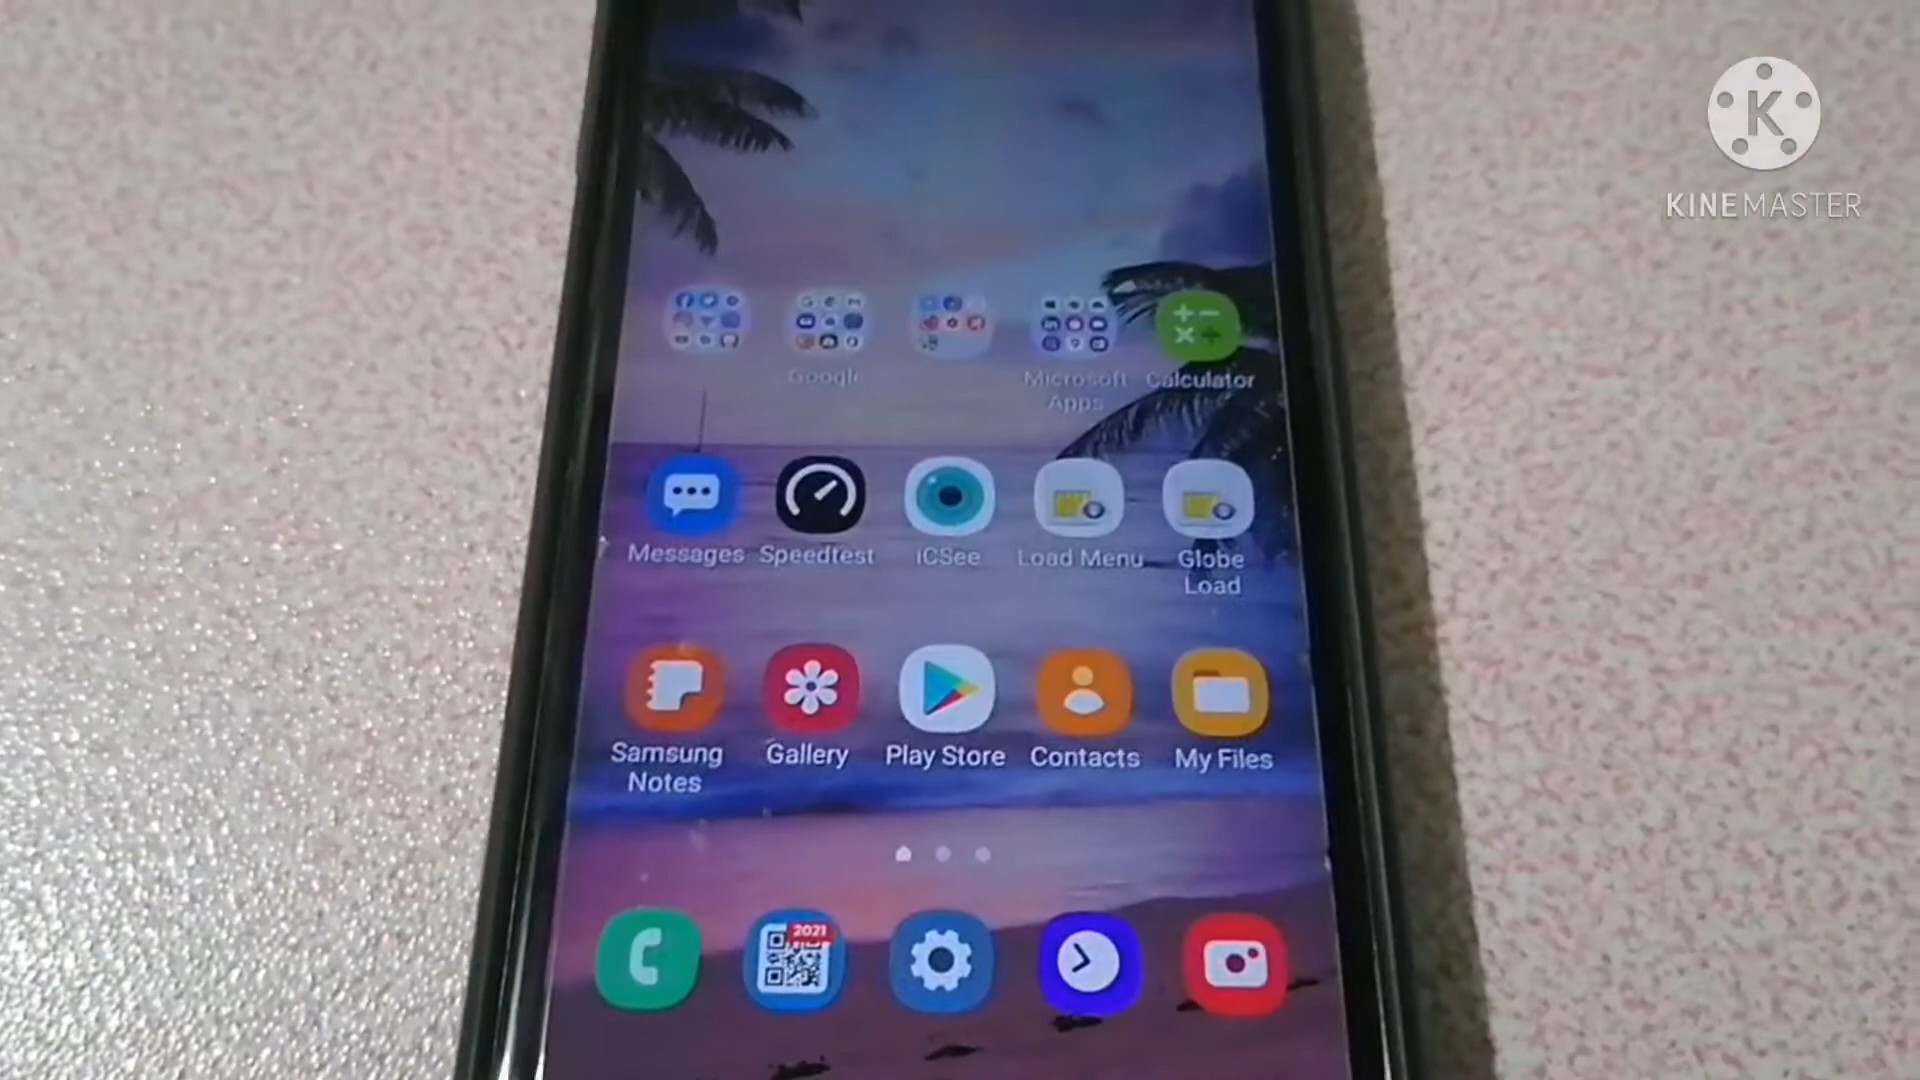 K
KINEMASTER
Google
Microsoft
Apps
Calculator
Messages
Speedtest
iCSee
Load Menu
Globe
Load
Samsung
Notes
Gallery
Play Store
Contacts
My Files
2021